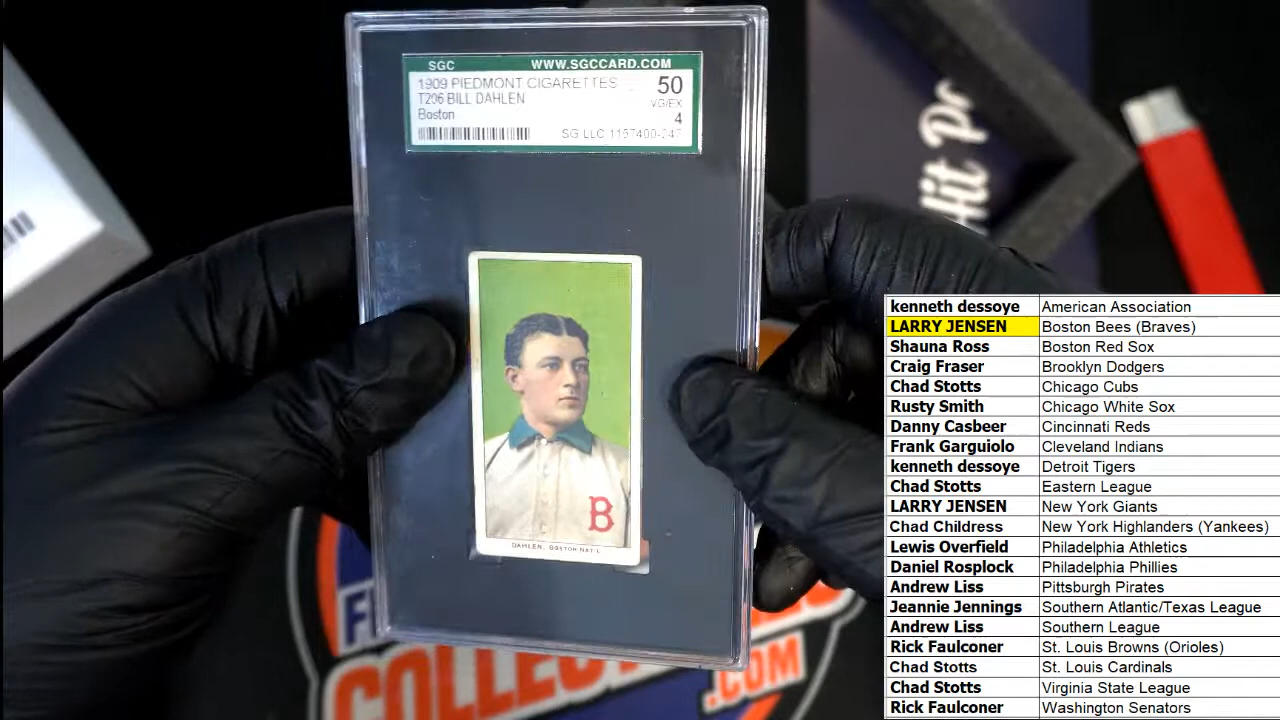 SGC WWW.SGCCARD.COM
1909 PIEDMONT CIGARETTES 50
T206 BILL DAHLEN VG/EX
Boston 4
SG LLC 1157400-247
DAHLEN, BOSTON NAT'L
B
Hit
COLLEC .COM
kenneth dessoye American Association
LARRY JENSEN Boston Bees (Braves)
Shauna Ross Boston Red Sox
Craig Fraser Brooklyn Dodgers
Chad Stotts Chicago Cubs
Rusty Smith Chicago White Sox
Danny Casbeer Cincinnati Reds
Frank Garguiolo Cleveland Indians
kenneth dessoye Detroit Tigers
Chad Stotts Eastern League
LARRY JENSEN New York Giants
Chad Childress New York Highlanders (Yankees)
Lewis Overfield Philadelphia Athletics
Daniel Rosplock Philadelphia Phillies
Andrew Liss Pittsburgh Pirates
Jeannie Jennings Southern Atlantic/Texas League
Andrew Liss Southern League
Rick Faulconer St. Louis Browns (Orioles)
Chad Stotts St. Louis Cardinals
Chad Stotts Virginia State League
Rick Faulconer Washington Senators